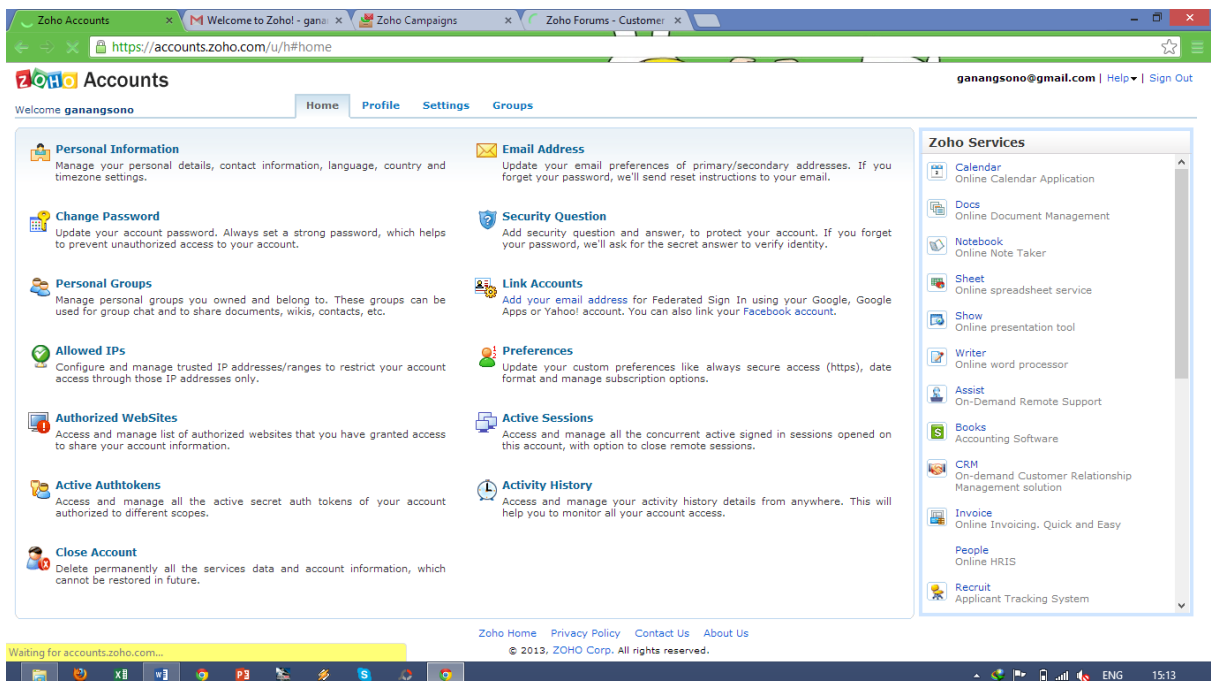 Zoho Accounts
Welcome to Zoho! - gana
Zoho Campaigns
Zoho Forums - Customer
https://accounts.zoho.com/u/h#home
ZOHO Accounts
ganangsono@gmail.com | Help | Sign Out
Welcome ganangsono
Home Profile Settings Groups
Personal Information
Manage your personal details, contact information, language, country and
timezone settings.
Email Address
Update your email preferences of primary/secondary addresses. If you
forget your password, we'll send reset instructions to your email.
Change Password
Update your account password. Always set a strong password, which helps
to prevent unauthorized access to your account.
Security Question
Add security question and answer, to protect your account. If you forget
your password, we'll ask for the secret answer to verify identity.
Personal Groups
Manage personal groups you owned and belong to. These groups can be
used for group chat and to share documents, wikis, contacts, etc.
Link Accounts
Add your email address for Federated Sign In using your Google, Google
Apps or Yahoo! account. You can also link your Facebook account.
Allowed IPs
Configure and manage trusted IP addresses/ranges to restrict your account
access through those IP addresses only.
Preferences
Update your custom preferences like always secure access (https), date
format and manage subscription options.
Authorized WebSites
Access and manage list of authorized websites that you have granted access
to share your account information.
Active Sessions
Access and manage all the concurrent active signed in sessions opened on
this account, with option to close remote sessions.
Active Authtokens
Access and manage all the active secret auth tokens of your account
authorized to different scopes.
Activity History
Access and manage your activity history details from anywhere. This will
help you to monitor all your account access.
Close Account
Delete permanently all the services data and account information, which
cannot be restored in future.
Zoho Services
Calendar
Online Calendar Application
Docs
Online Document Management
Notebook
Online Note Taker
Sheet
Online spreadsheet service
Show
Online presentation tool
Writer
Online word processor
Assist
On-Demand Remote Support
Books
Accounting Software
CRM
On-demand Customer Relationship
Management solution
Invoice
Online Invoicing. Quick and Easy
People
Online HRIS
Recruit
Applicant Tracking System
Zoho Home Privacy Policy Contact Us About Us
© 2013, ZOHO Corp. All rights reserved.
Waiting for accounts.zoho.com...
ENG 15:13